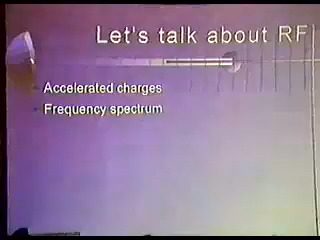 Let's talk about RF
Accelerated charges
Frequency spectrum